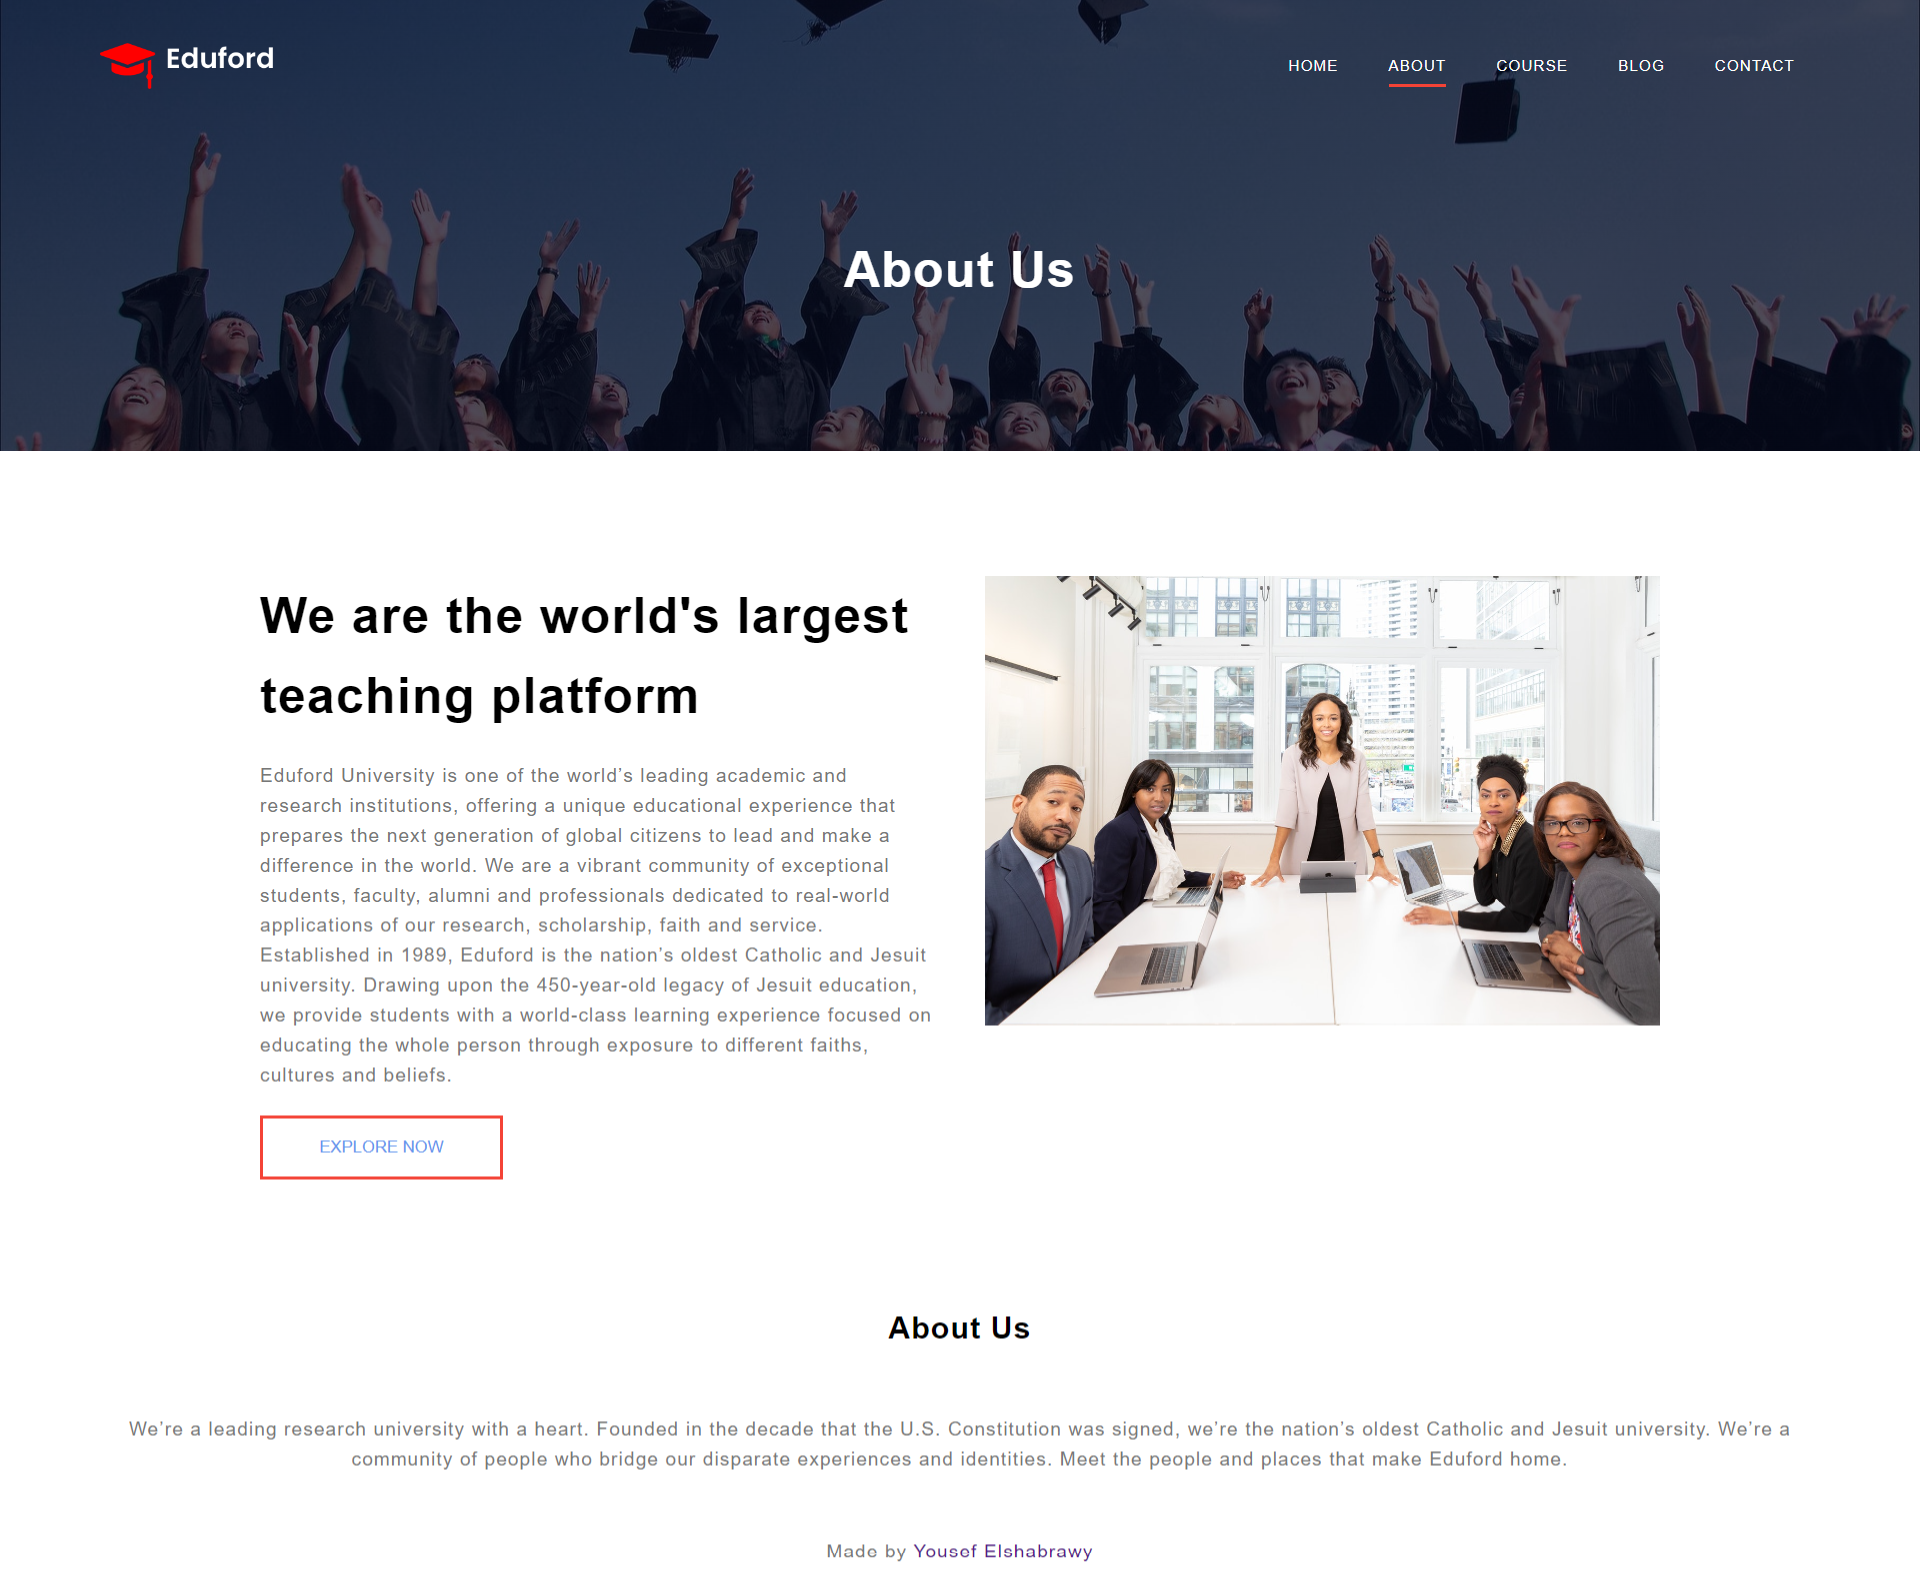 Eduford
HOME ABOUT COURSE BLOG CONTACT
About Us
We are the world's largest
teaching platform
Eduford University is one of the world’s leading academic and
research institutions, offering a unique educational experience that
prepares the next generation of global citizens to lead and make a
difference in the world. We are a vibrant community of exceptional
students, faculty, alumni and professionals dedicated to real-world
applications of our research, scholarship, faith and service.
Established in 1989, Eduford is the nation’s oldest Catholic and Jesuit
university. Drawing upon the 450-year-old legacy of Jesuit education,
we provide students with a world-class learning experience focused on
educating the whole person through exposure to different faiths,
cultures and beliefs.
EXPLORE NOW
About Us
We’re a leading research university with a heart. Founded in the decade that the U.S. Constitution was signed, we’re the nation’s oldest Catholic and Jesuit university. We’re a
community of people who bridge our disparate experiences and identities. Meet the people and places that make Eduford home.
Made by Yousef Elshabrawy